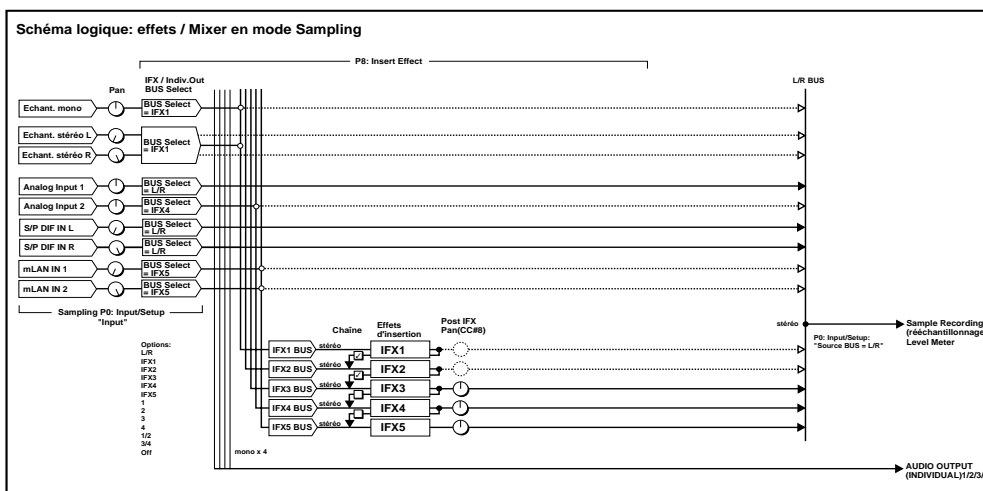 Schéma logique: effets / Mixer en mode Sampling
P8: Insert Effect
Pan
IFX / Indiv.Out
BUS Select
L/R BUS
Echant. mono
BUS Select
= IFX1
Echant. stéréo L
Echant. stéréo R
BUS Select
= IFX1
Analog Input 1
BUS Select
= L/R
Analog Input 2
BUS Select
= IFX4
S/P DIF IN L
BUS Select
= L/R
S/P DIF IN R
BUS Select
= L/R
mLAN IN 1
BUS Select
= IFX5
mLAN IN 2
BUS Select
= IFX5
Sampling P0: Input/Setup
"Input"
Options:
L/R
IFX1
IFX2
IFX3
IFX4
IFX5
1
2
3
4
1/2
3/4
Off
mono x 4
Chaîne
Effets
d'insertion
Post IFX
Pan(CC#8)
IFX1 BUS
stéréo
IFX1
IFX2 BUS
stéréo
IFX2
IFX3 BUS
stéréo
IFX3
IFX4 BUS
stéréo
IFX4
IFX5 BUS
stéréo
IFX5
stéréo
P0: Input/Setup:
"Source BUS = L/R"
Sample Recording
(rééchantillonnage
Level Meter
AUDIO OUTPUT
(INDIVIDUAL)1/2/3/